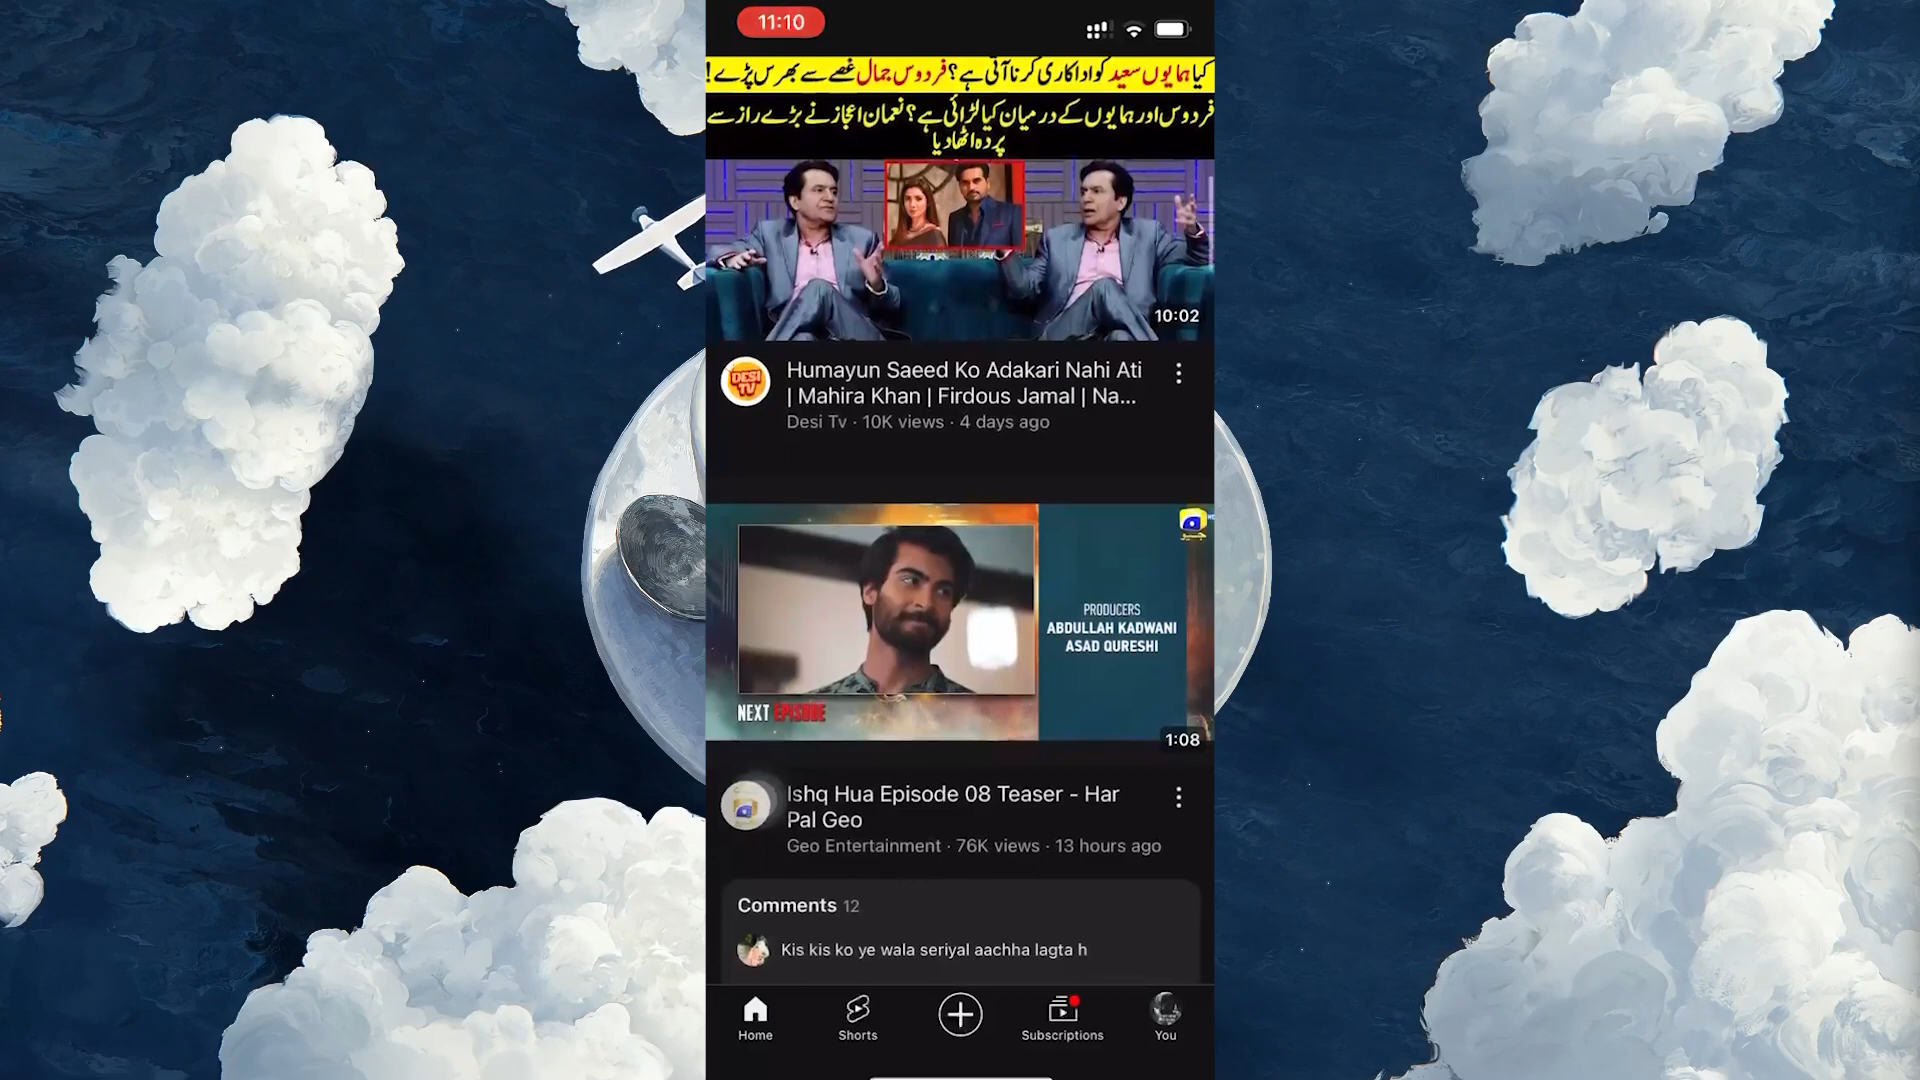 11:10
کیا ہمایوں سعید کو اداکاری کرنا آتی ہے؟ فردوس جمال غصے سے بھرس پڑے!
فردوس اور ہمایوں کے درمیان کیا لڑائی ہے؟ نعمان اعجاز نے بڑے راز سے
پردہ اٹھا دیا
10:02
DESI
TV
Humayun Saeed Ko Adakari Nahi Ati
| Mahira Khan | Firdous Jamal | Na...
Desi Tv · 10K views · 4 days ago
PRODUCERS
ABDULLAH KADWANI
ASAD QURESHI
NEXT EPISODE
1:08
Ishq Hua Episode 08 Teaser - Har
Pal Geo
Geo Entertainment · 76K views · 13 hours ago
Comments 12
Kis kis ko ye wala seriyal aachha lagta h
Home
Shorts
Subscriptions
You